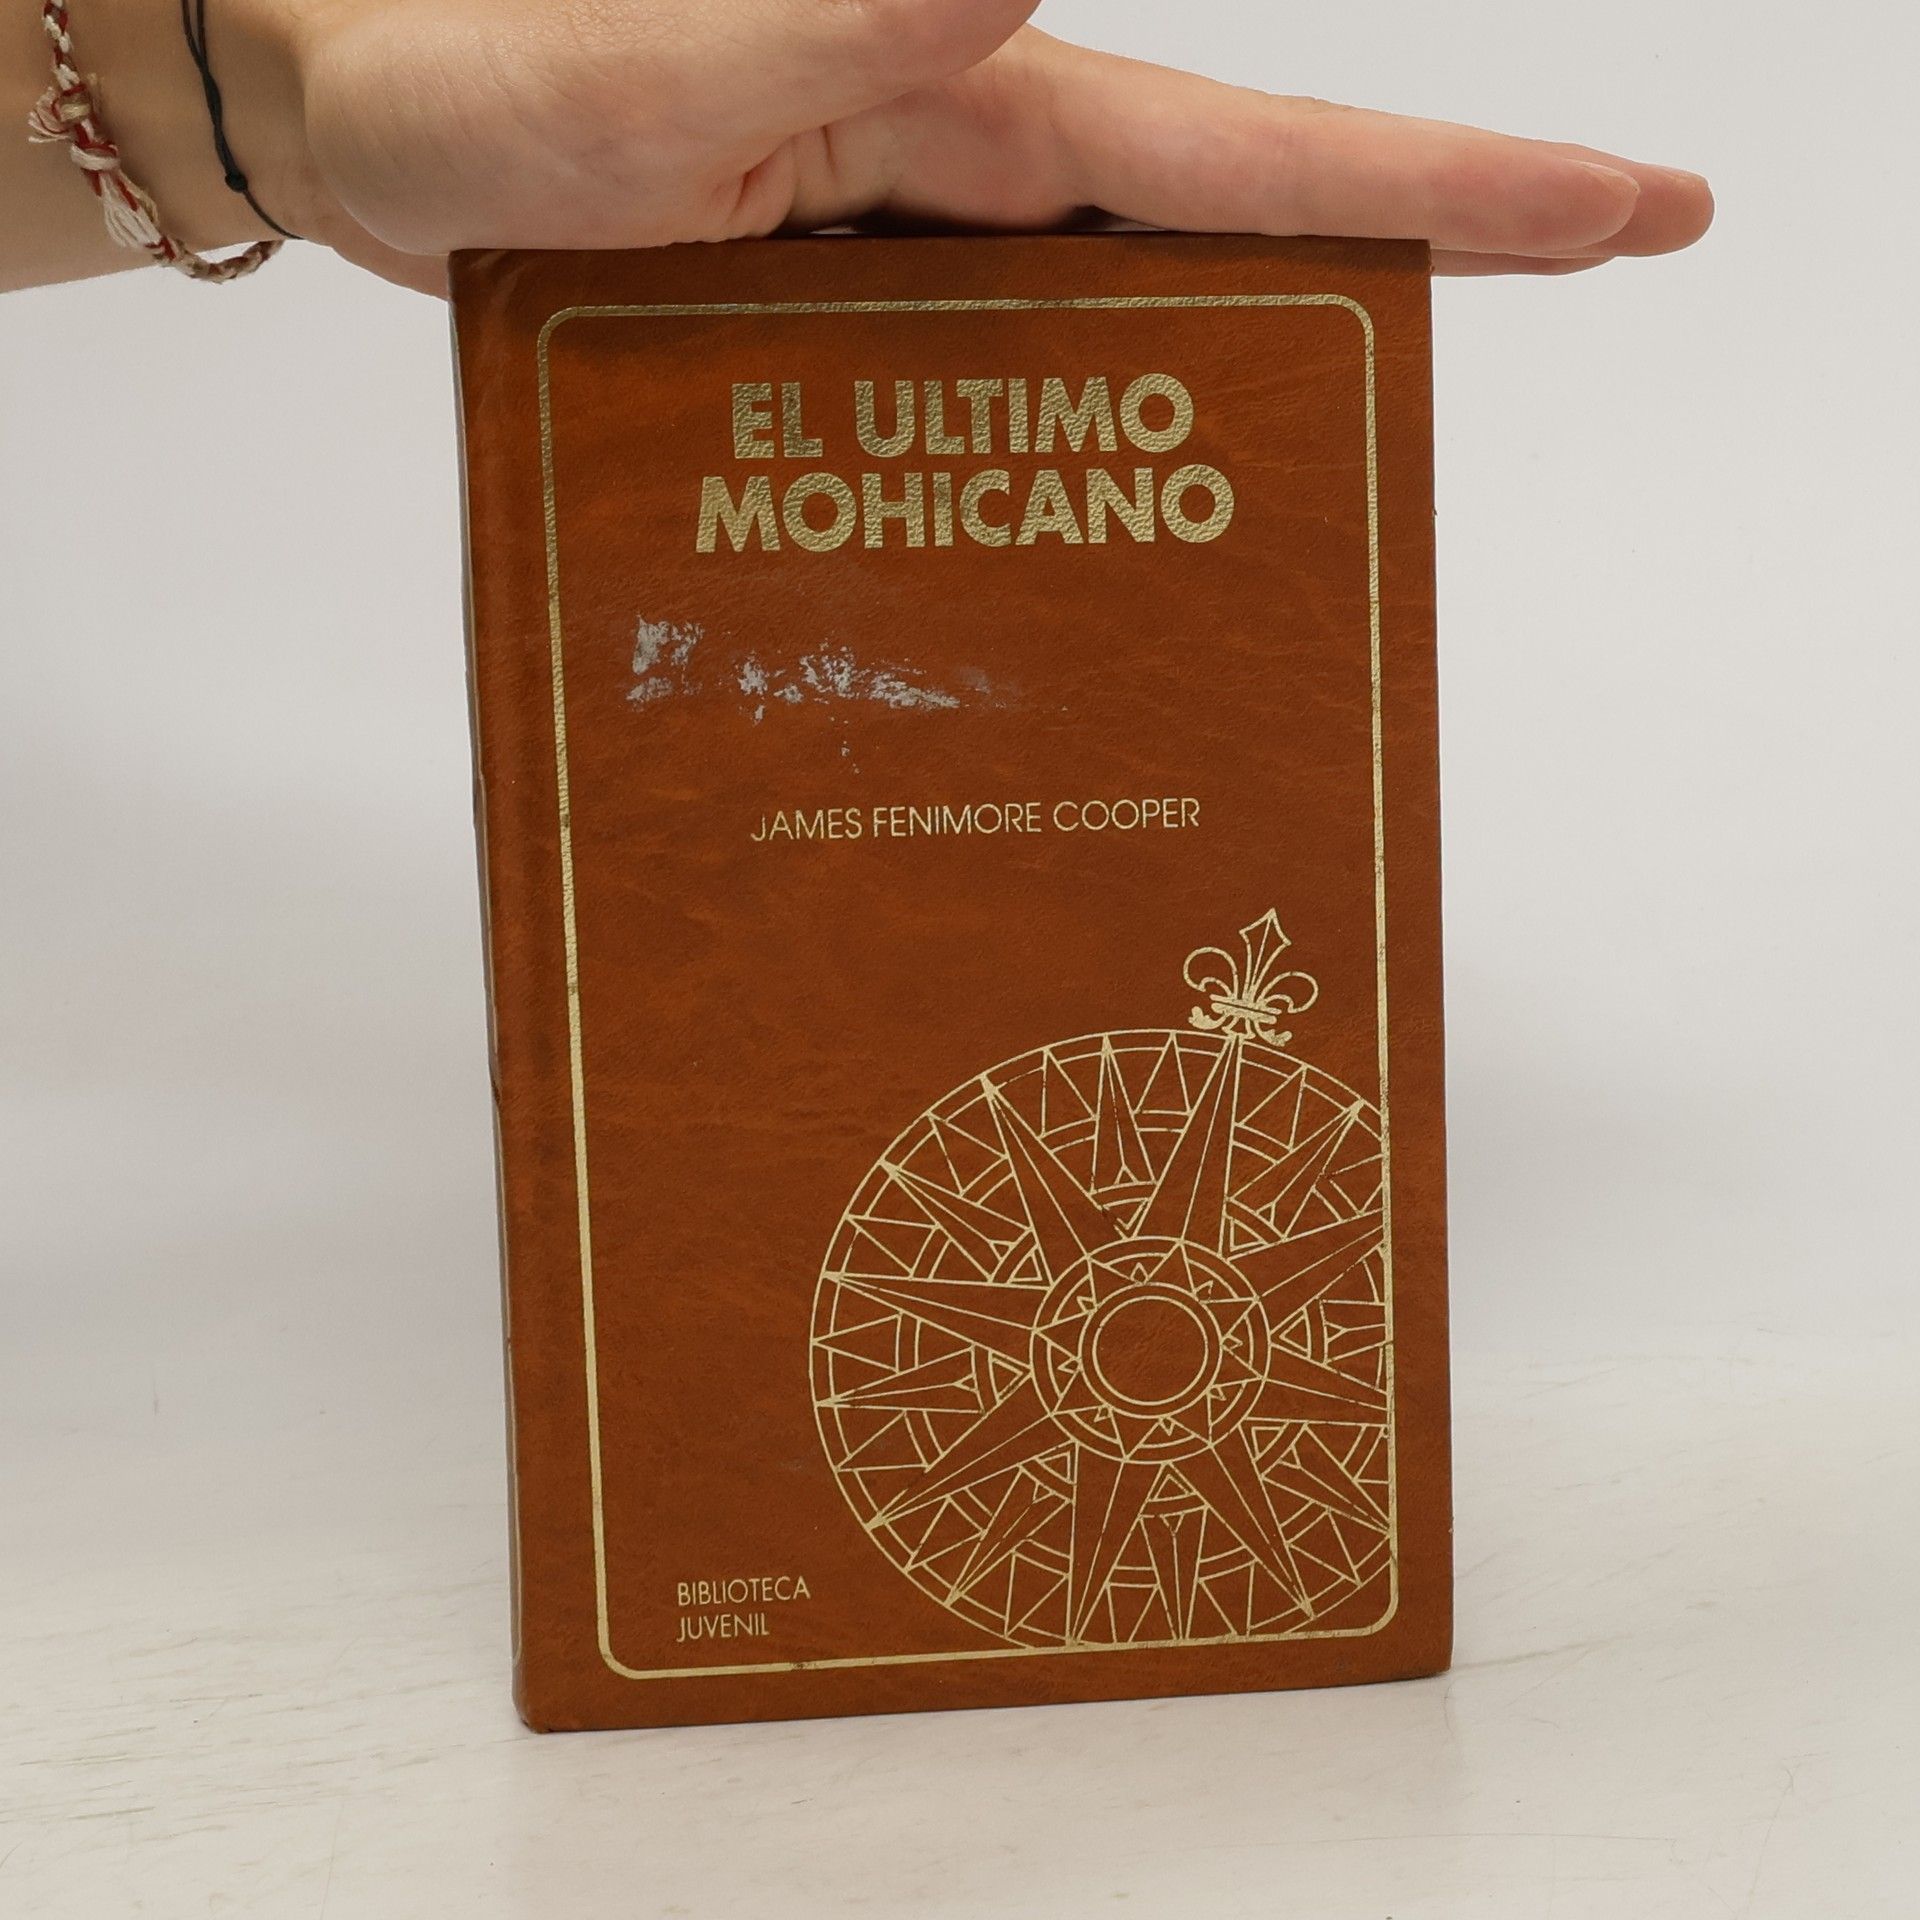 EL ULTIMO
MOHICANO
JAMES FENIMORE COOPER
BIBLIOTECA
JUVENIL